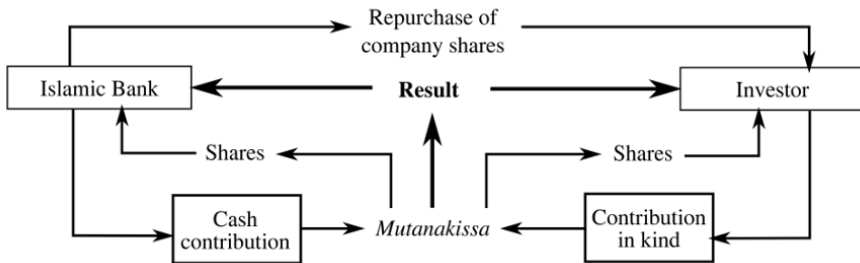 Repurchase of
company shares
Islamic Bank
Result
Investor
Shares
Shares
Cash
contribution
Mutanakissa
Contribution
in kind